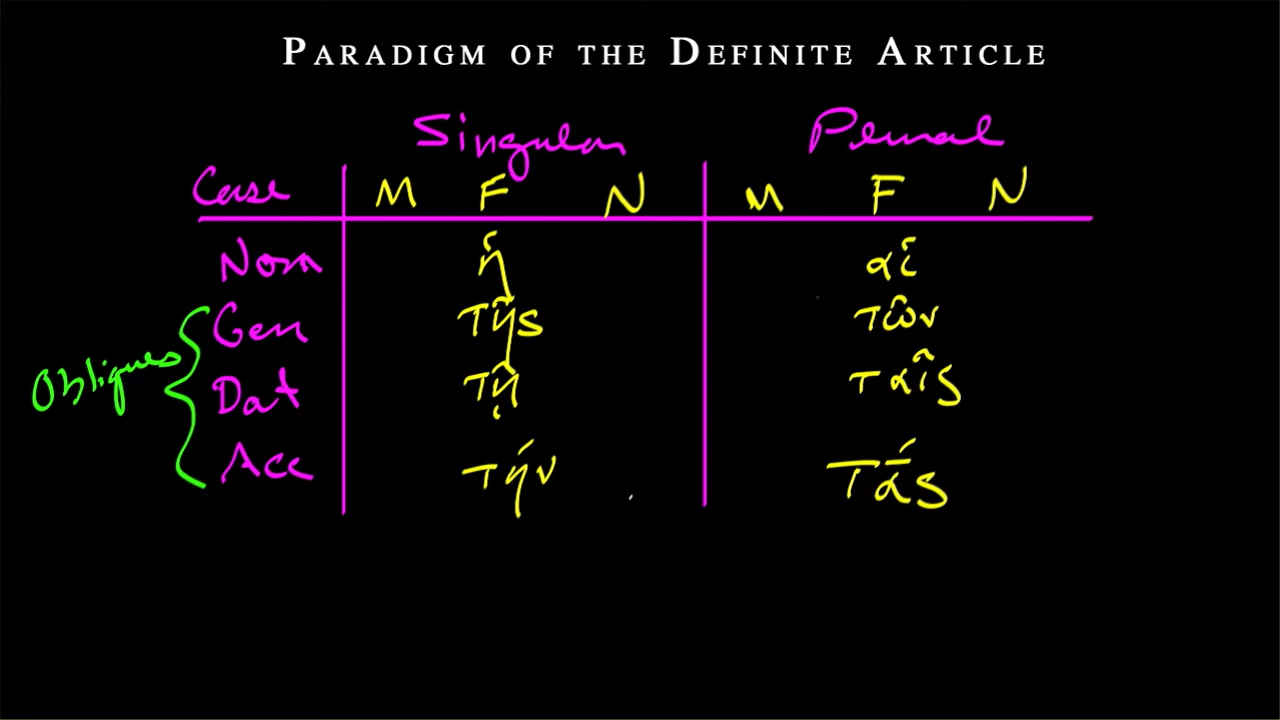 PARADIGM OF THE DEFINITE ARTICLE
Singular Plural
Case M F N M F N
Nom ἡ αἱ
Gen τῆς τῶν
Obliques
Dat τῇ ταῖς
Acc τήν τάς